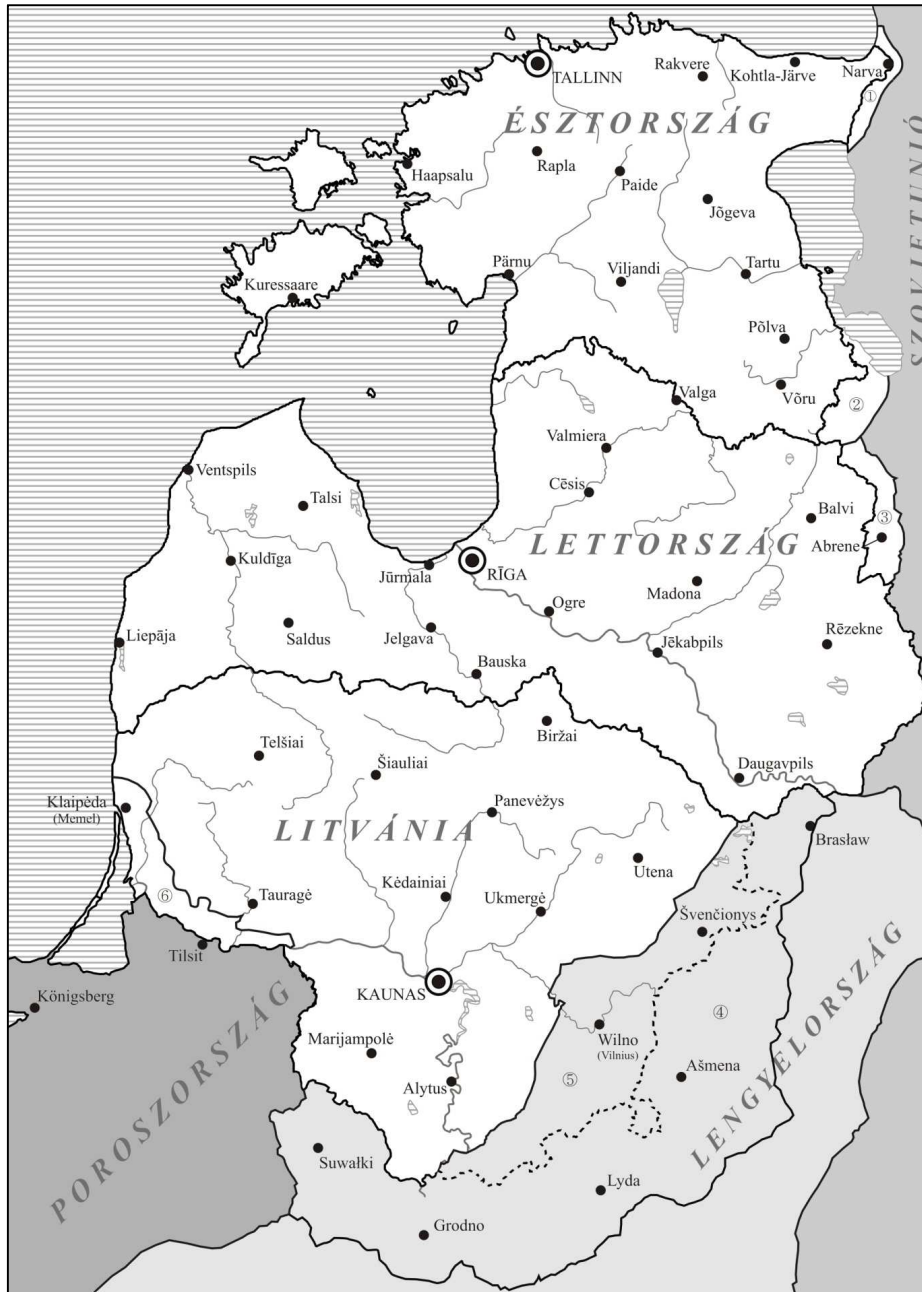 TALLINN
Rakvere
Kohtla-Järve
Narva
①
ÉSZTORSZÁG
SZOVJETUNIÓ
Haapsalu
Rapla
Paide
Jõgeva
Pärnu
Viljandi
Tartu
Kuressaare
Põlva
Võru
②
Valga
Valmiera
Ventspils
Cēsis
Talsi
Balvi
③
LETTORSZÁG
Abrene
Kuldīga
Jūrmala
RĪGA
Madona
Ogre
Liepāja
Saldus
Jelgava
Jēkabpils
Rēzekne
Bauska
Biržai
Telšiai
Šiauliai
Daugavpils
Klaipėda
(Memel)
Panevėžys
LITVÁNIA
Brasław
Utena
⑥
Tauragė
Kėdainiai
Ukmergė
Švenčionys
Tilsit
KAUNAS
Königsberg
④
LENGYELORSZÁG
POROSZORSZÁG
Wilno
(Vilnius)
Marijampolė
Ašmena
⑤
Alytus
Suwałki
Lyda
Grodno